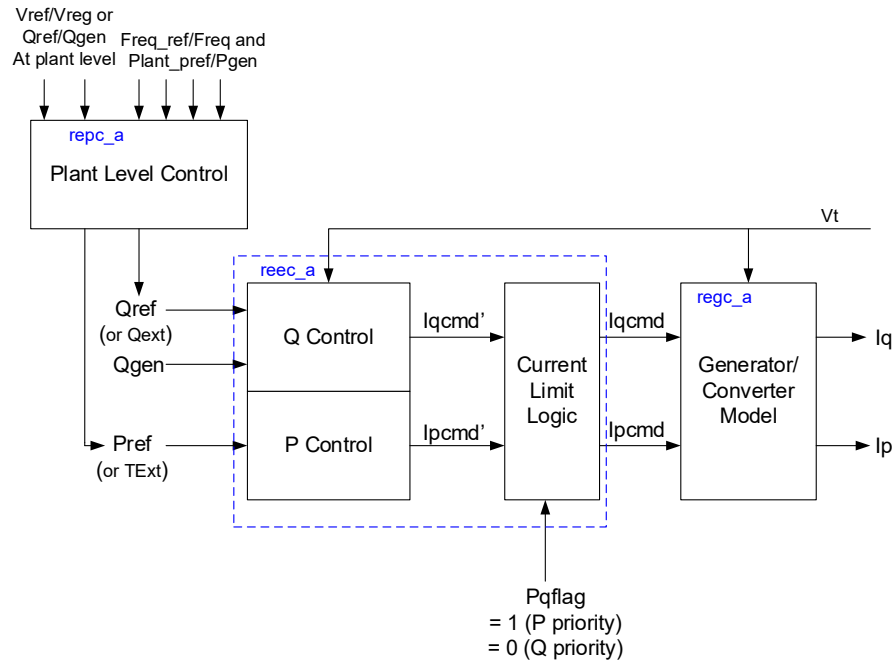 Vref/Vreg or
Qref/Qgen
At plant level
Freq_ref/Freq and
Plant_pref/Pgen
repc_a
Plant Level Control
Vt
reec_a
regc_a
Qref
(or Qext)
Qgen
Pref
(or TExt)
Q Control
P Control
Iqcmd’
Ipcmd’
Current
Limit
Logic
Iqcmd
Ipcmd
Generator/
Converter
Model
Iq
Ip
Pqflag
= 1 (P priority)
= 0 (Q priority)